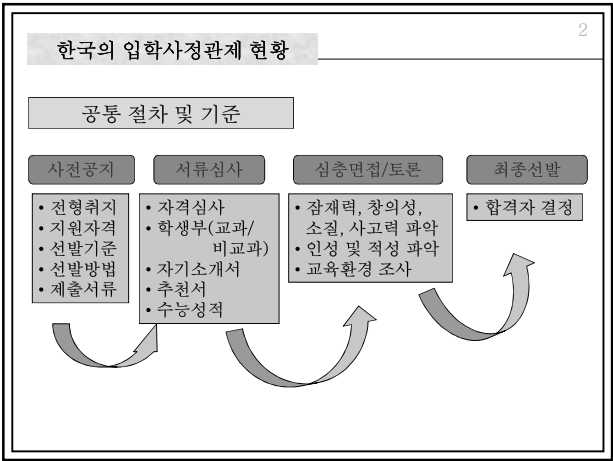 2
한국의 입학사정관제 현황
공통 절차 및 기준
사전공지
• 전형취지
• 지원자격
• 선발기준
• 선발방법
• 제출서류
서류심사
• 자격심사
• 학생부(교과/
비교과)
• 자기소개서
• 추천서
• 수능성적
심층면접/토론
• 잠재력, 창의성,
소질, 사고력 파악
• 인성 및 적성 파악
• 교육환경 조사
최종선발
• 합격자 결정